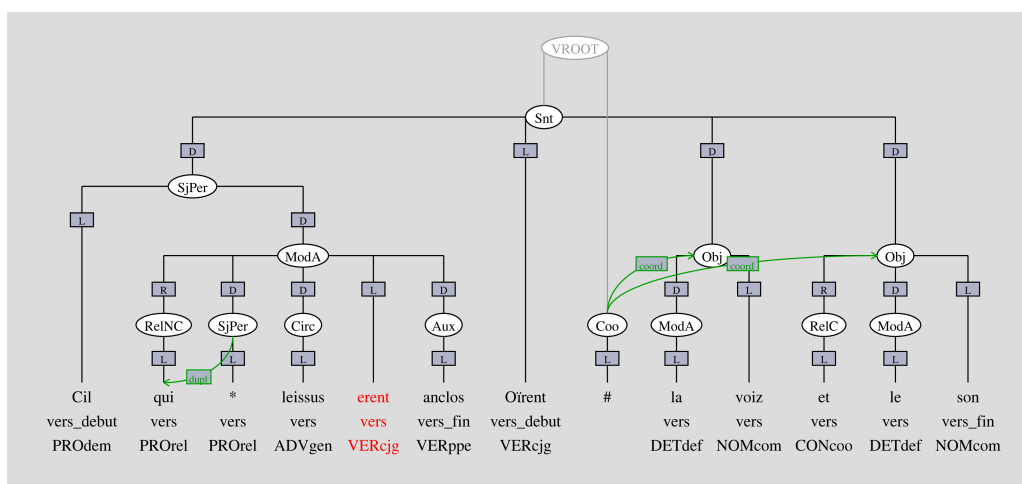 VROOT
Snt
D L D D
SjPer
L D
ModA Obj coord coord Obj
R D D L D D L R D L
RelNC SjPer Circ Aux Coo ModA RelC ModA
L dupl L L L L L L L
Cil qui * leissus erent anclos Oïrent # la voiz et le son
vers_debut vers vers vers vers vers_fin vers_debut vers vers vers vers vers_fin
PROdem PROrel PROrel ADVgen VERcjg VERppe VERcjg DETdef NOMcom CONcoo DETdef NOMcom